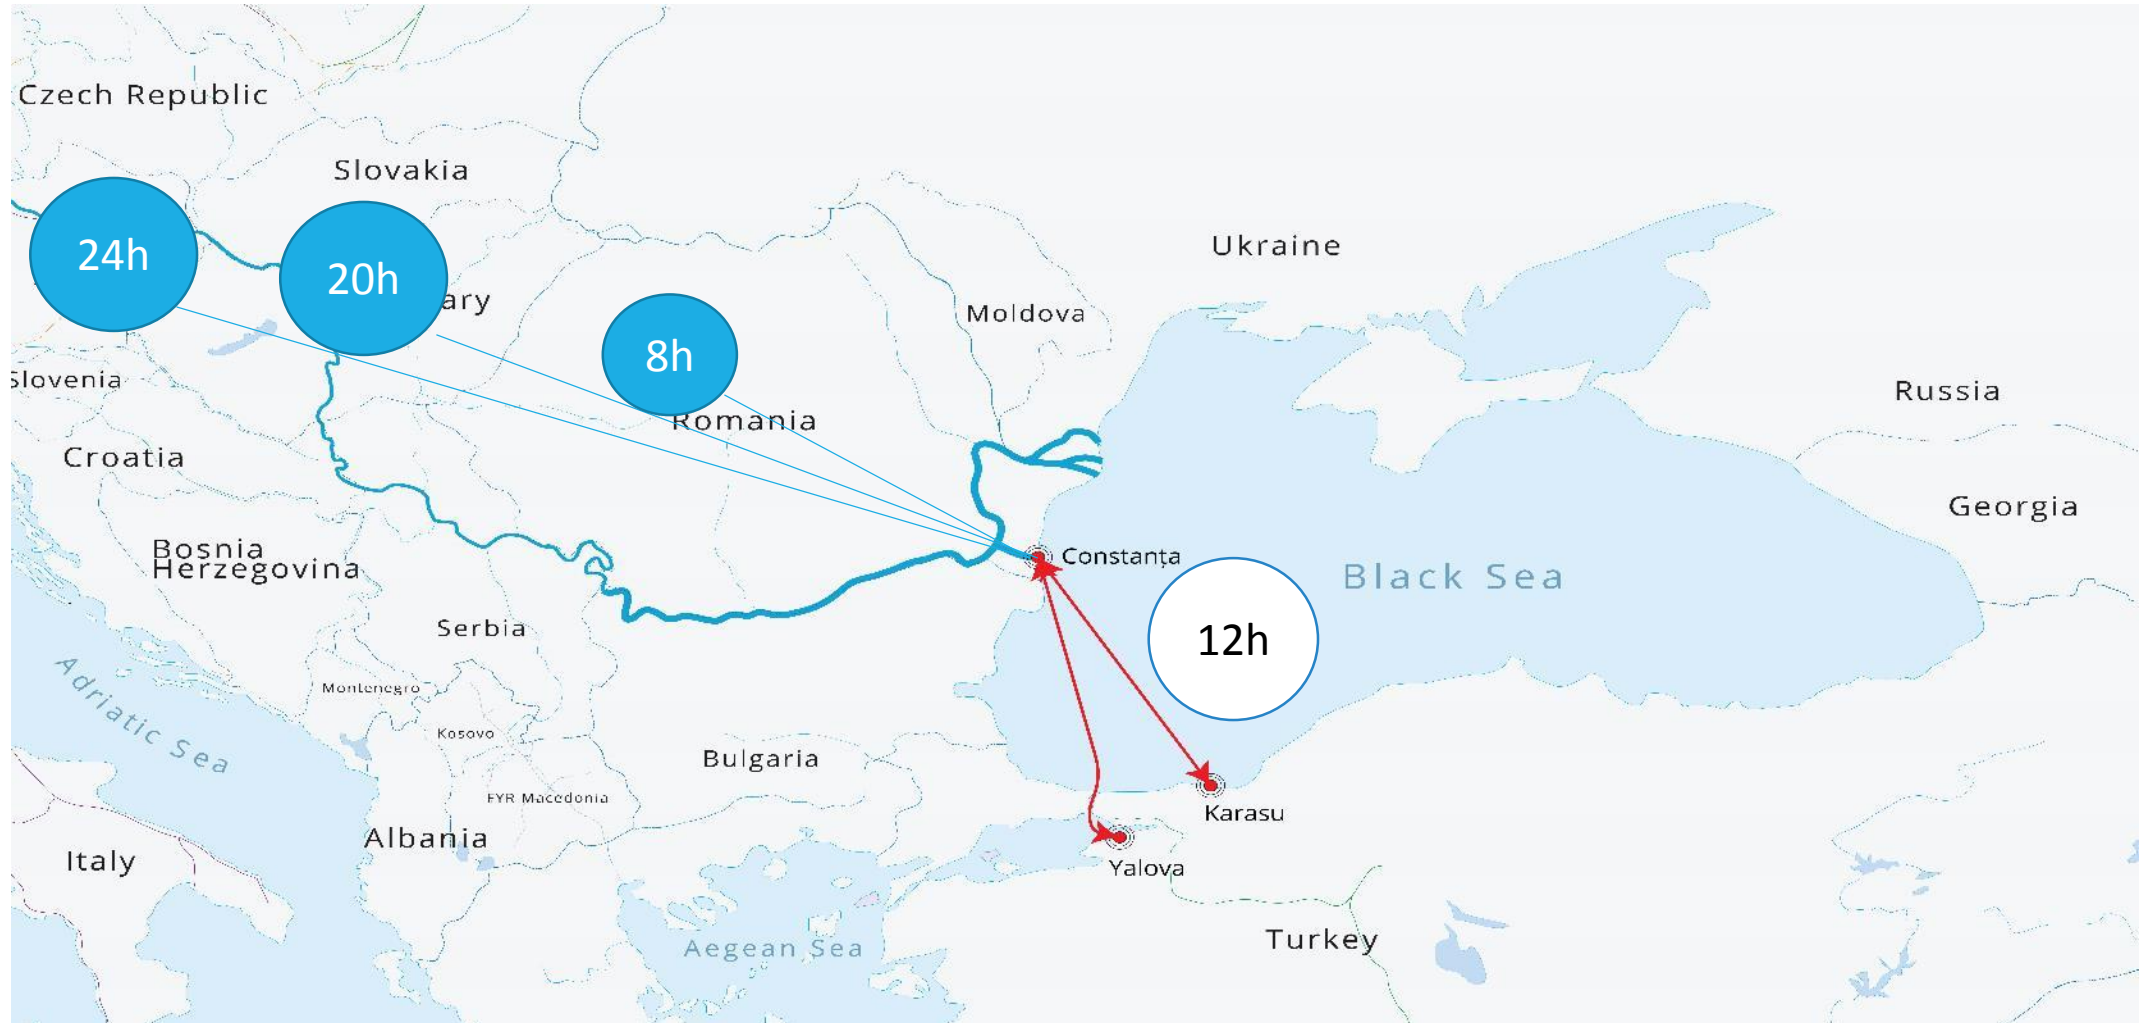 Czech Republic
Slovakia
24h
20h
ary
Ukraine
Moldova
8h
Slovenia
Romania
Russia
Croatia
Georgia
Bosnia
Herzegovina
Constanța
Black Sea
Serbia
12h
Montenegro
Adriatic Sea
Kosovo
Bulgaria
FYR Macedonia
Karasu
Albania
Italy
Yalova
Aegean Sea
Turkey